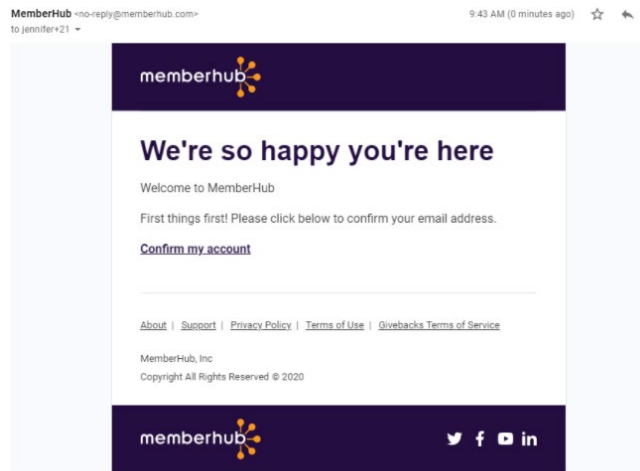 MemberHub <no-reply@memberhub.com> 9:43 AM (0 minutes ago)
to jennifer+21
memberhub
We're so happy you're here
Welcome to MemberHub
First things first! Please click below to confirm your email address.
Confirm my account
About | Support | Privacy Policy | Terms of Use | Givebacks Terms of Service
MemberHub, Inc
Copyright All Rights Reserved © 2020
memberhub